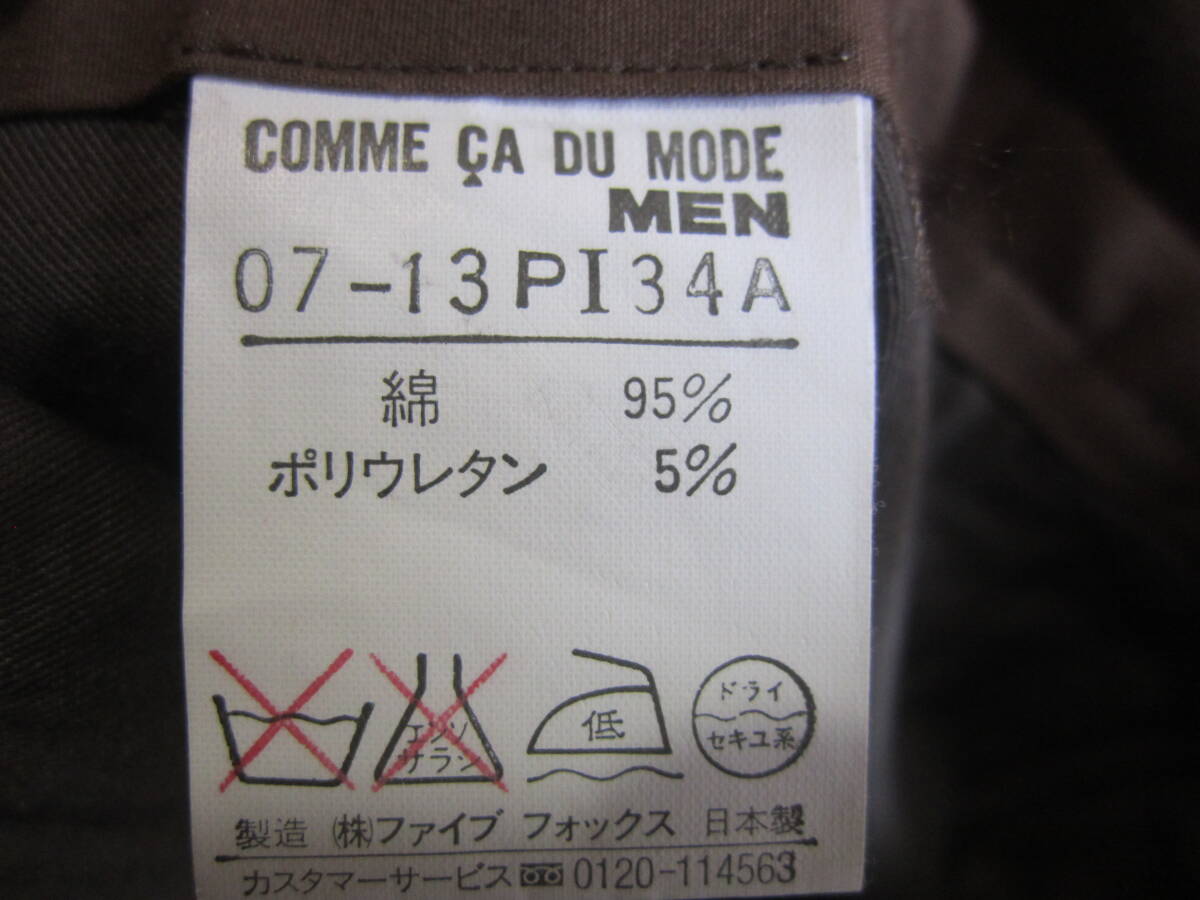 COMME ÇA DU MODE
MEN
07-13PI34A
綿 95%
ポリウレタン 5%
エンソ
サラシ
低
ドライ
セキユ系
製造 (株)ファイブ フォックス 日本製
カスタマーサービス 0120-114563